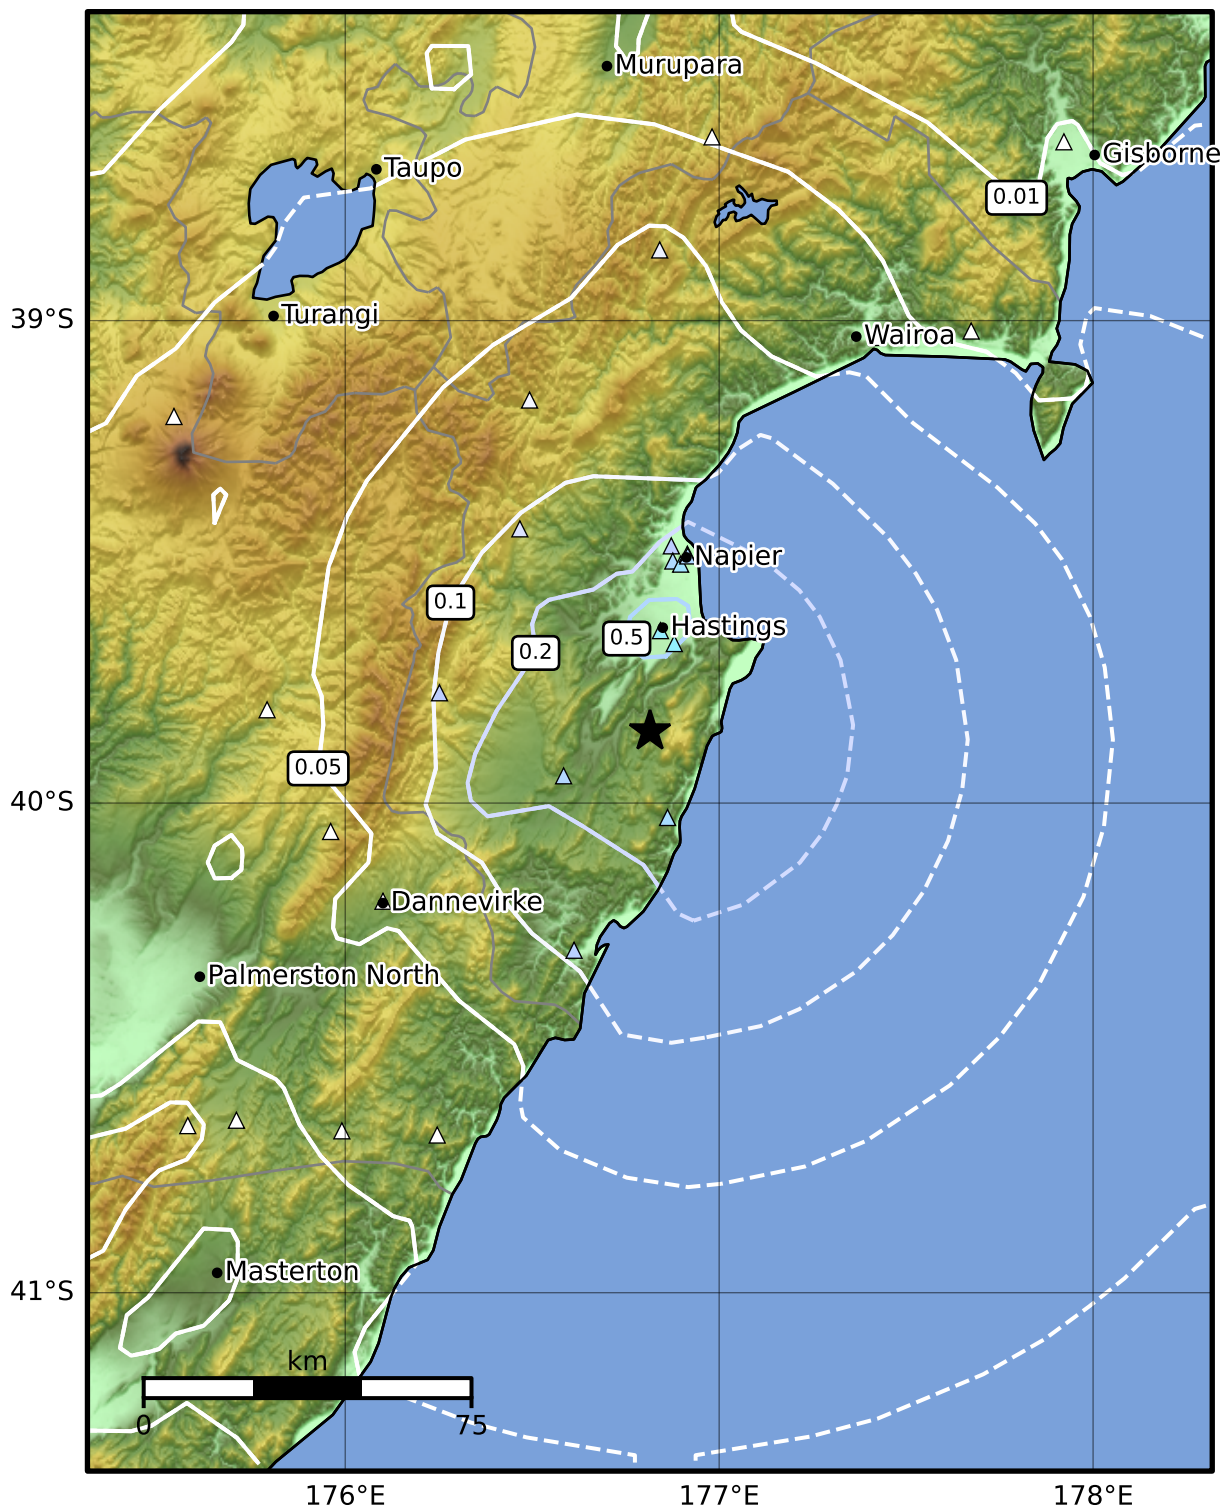 Murupara
Gisborne
Taupo
0.01
Turangi
39°S
Wairoa
Napier
0.1
Hastings
0.5
0.2
0.05
40°S
Dannevirke
Palmerston North
Masterton
41°S
km
0 75
176°E 177°E 178°E